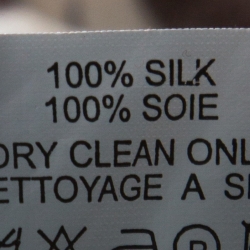 100% SILK
100% SOIE
DRY CLEAN ONL
ETTOYAGE A S